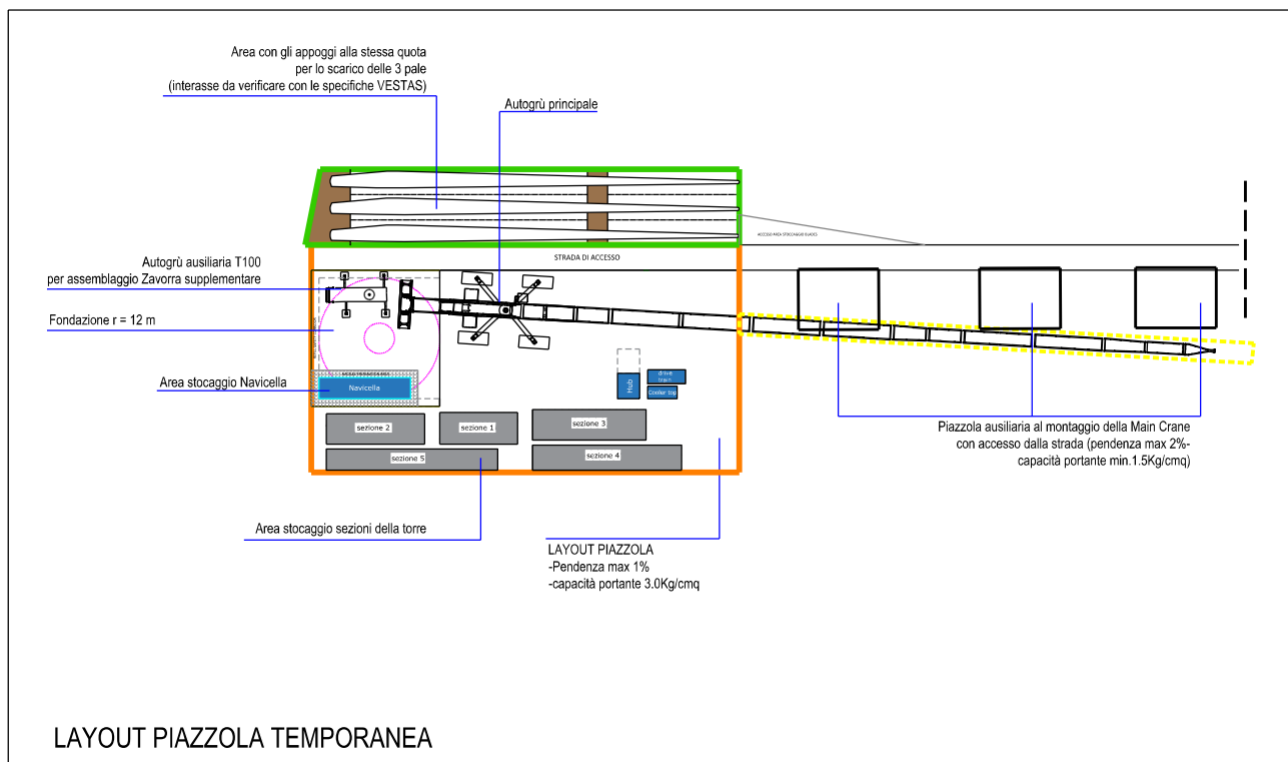 Area con gli appoggi alla stessa quota
per lo scarico delle 3 pale
(interasse da verificare con le specifiche VESTAS)
Autogrù principale
STRADA DI ACCESSO
Autogrù ausiliaria T100
per assemblaggio Zavorra supplementare
Fondazione r = 12 m
Area stocaggio Navicella
Navicella
Hub
drive
train
Cooler top
sezione 2
sezione 1
sezione 3
sezione 5
sezione 4
Piazzola ausiliaria al montaggio della Main Crane
con accesso dalla strada (pendenza max 2%-
capacità portante min.1.5Kg/cmq)
Area stocaggio sezioni della torre
LAYOUT PIAZZOLA
-Pendenza max 1%
-capacità portante 3.0Kg/cmq
LAYOUT PIAZZOLA TEMPORANEA